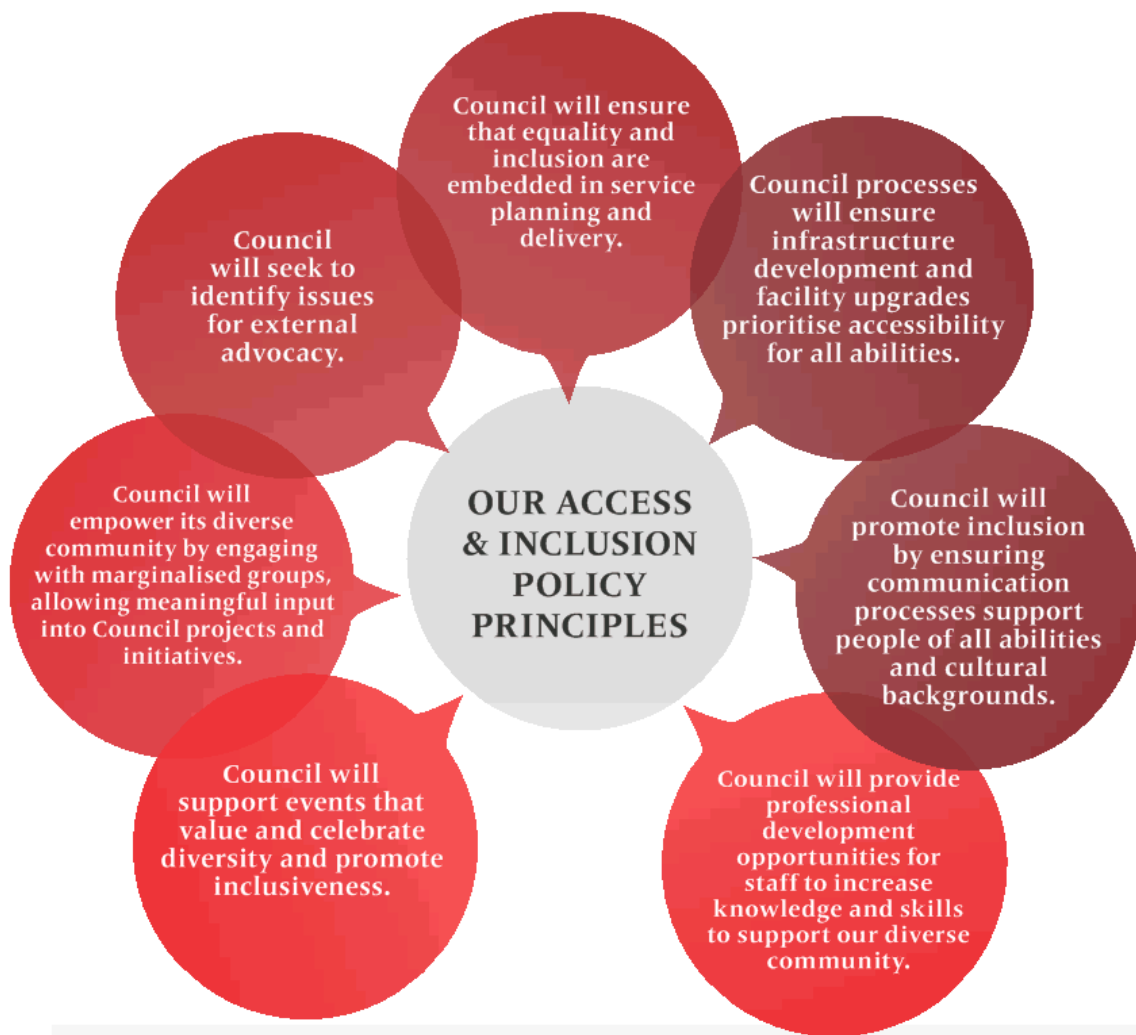 Council will ensure
that equality and
inclusion are
embedded in service
planning and
delivery.
Council processes
will ensure
infrastructure
development and
facility upgrades
prioritise accessibility
for all abilities.
Council will
promote inclusion
by ensuring
communication
processes support
people of all abilities
and cultural
backgrounds.
Council will provide
professional
development
opportunities for
staff to increase
knowledge and skills
to support our diverse
community.
Council will
support events that
value and celebrate
diversity and promote
inclusiveness.
Council will
empower its diverse
community by engaging
with marginalised groups,
allowing meaningful input
into Council projects and
initiatives.
Council
will seek to
identify issues
for external
advocacy.
OUR ACCESS
& INCLUSION
POLICY
PRINCIPLES